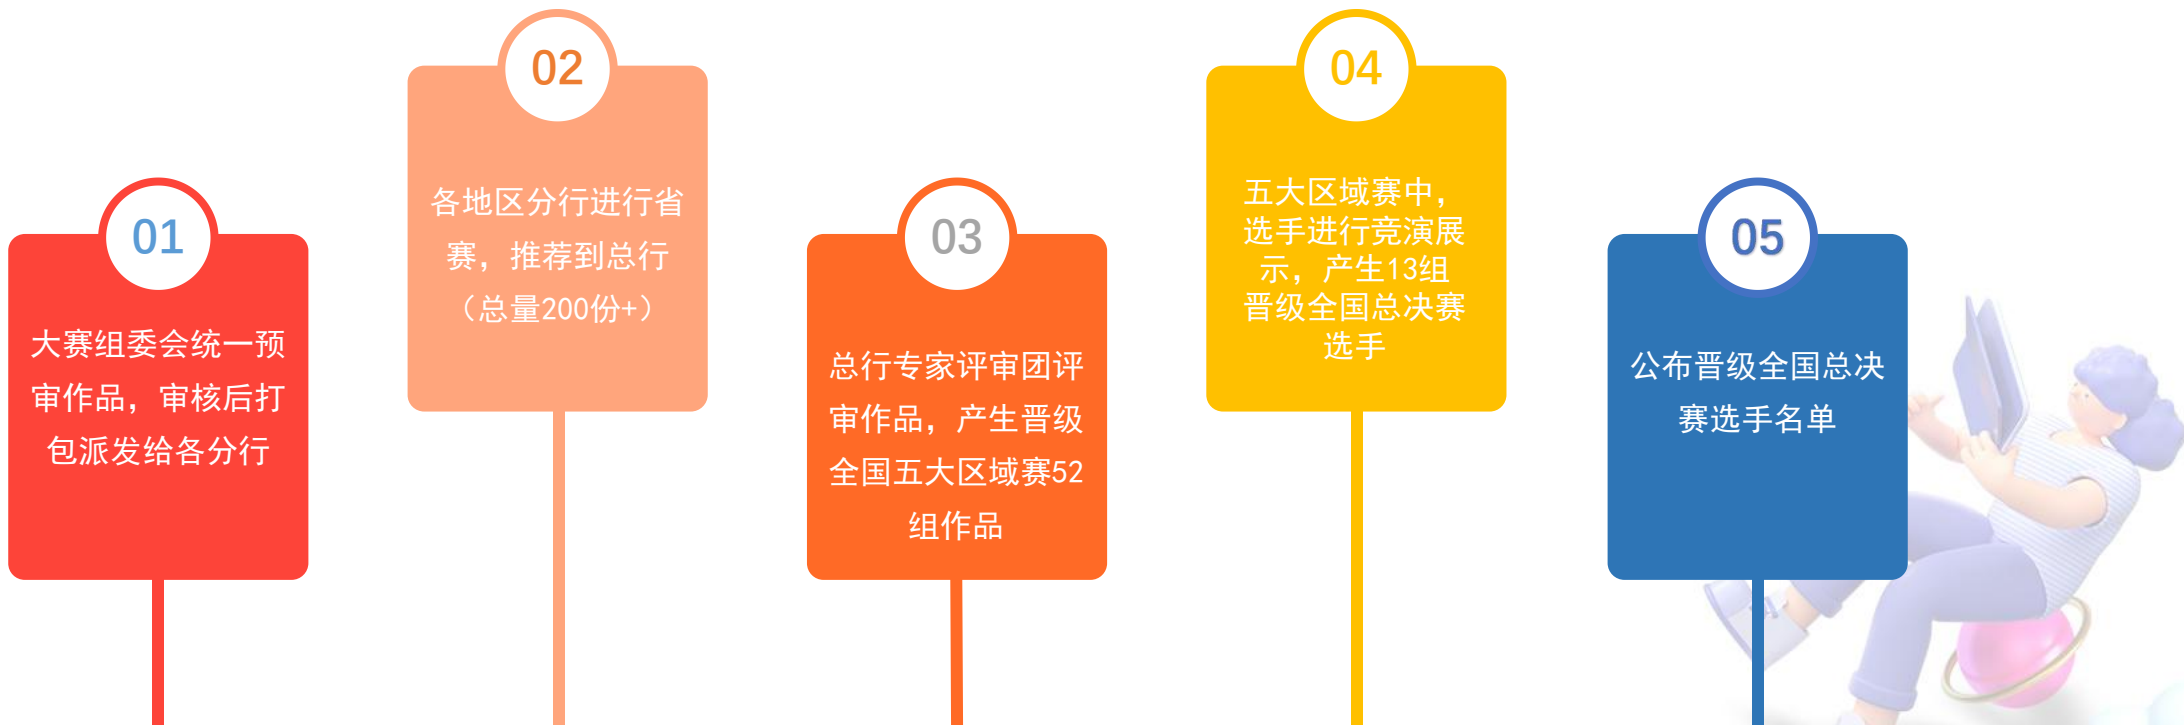 01
大赛组委会统一预
审作品，审核后打
包派发给各分行
02
各地区分行进行省
赛，推荐到总行
（总量200份+）
03
总行专家评审团评
审作品，产生晋级
全国五大区域赛52
组作品
04
五大区域赛中，
选手进行竞演展
示，产生13组
晋级全国总决赛
选手
05
公布晋级全国总决
赛选手名单